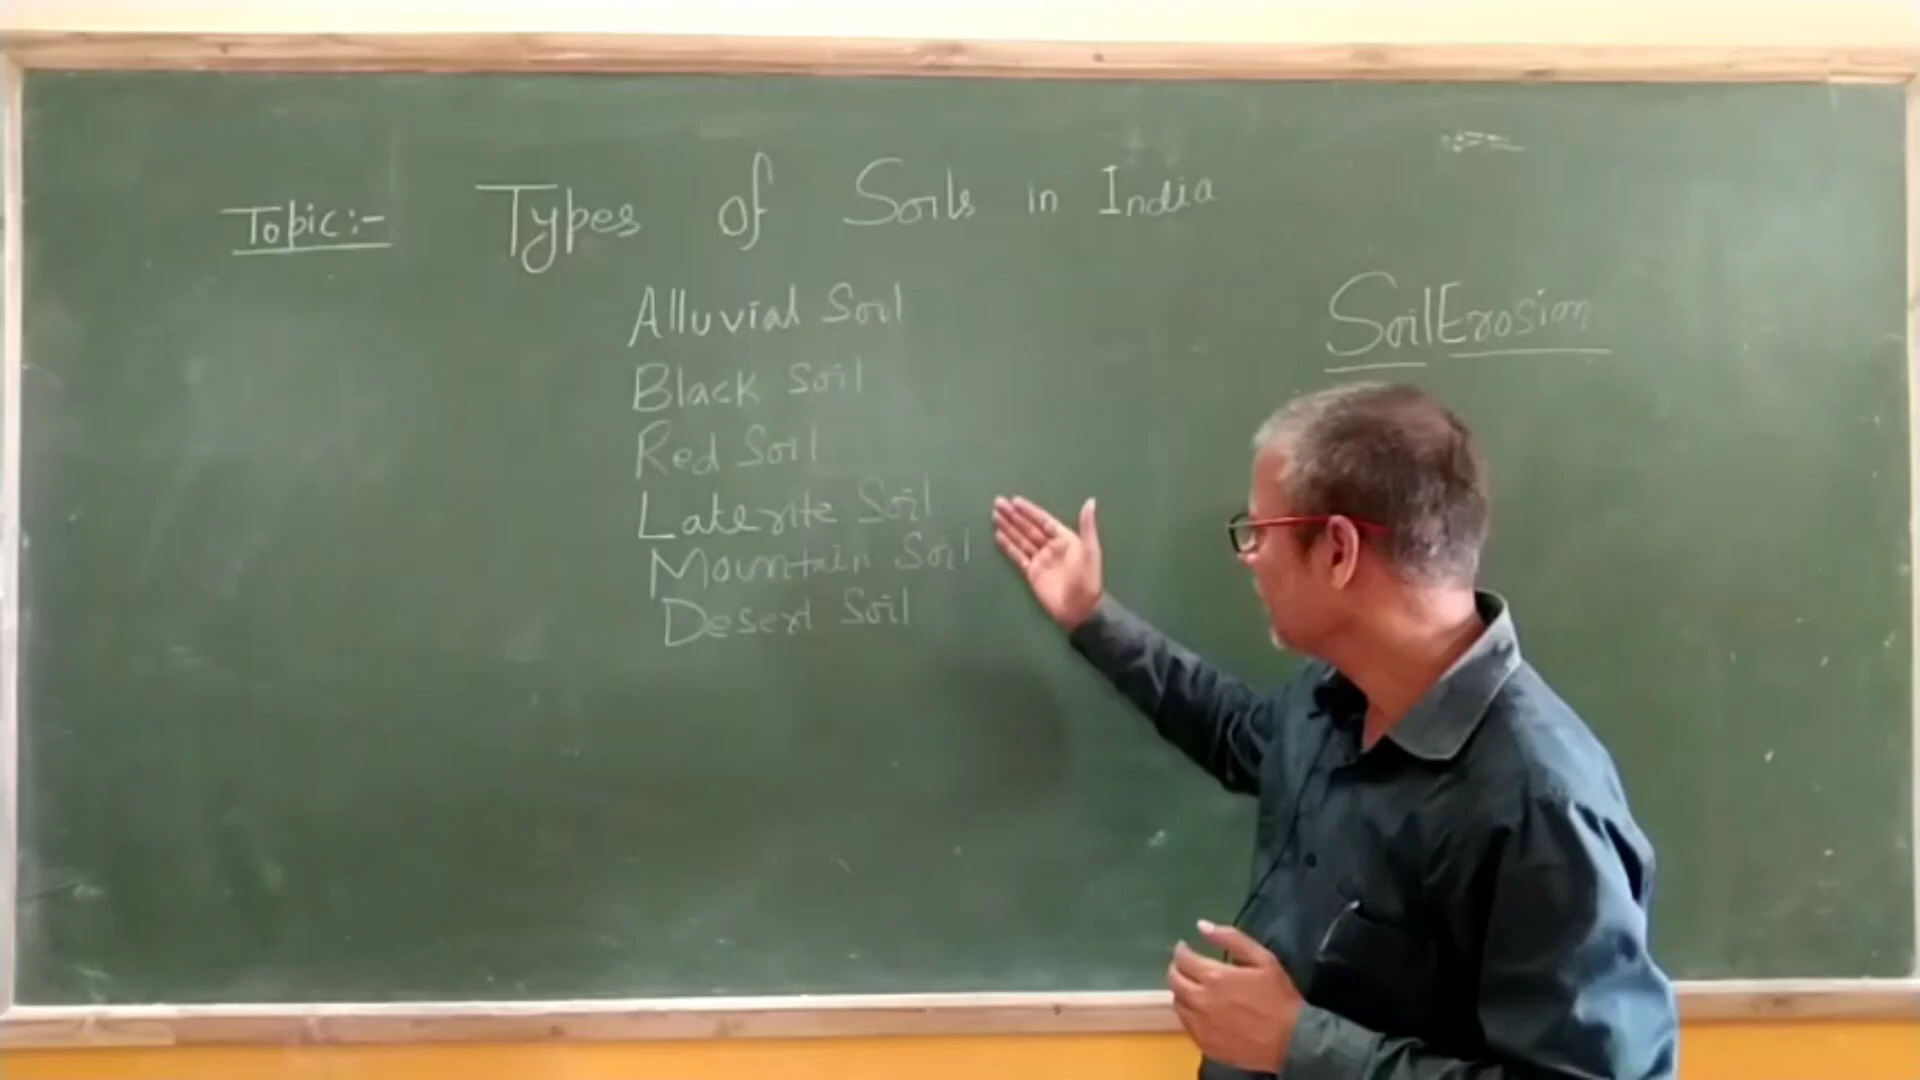 Topic:- Types of Soils in India
Alluvial Soil
Black Soil
Red Soil
Laterite Soil
Mountain Soil
Desert Soil
Soil Erosion